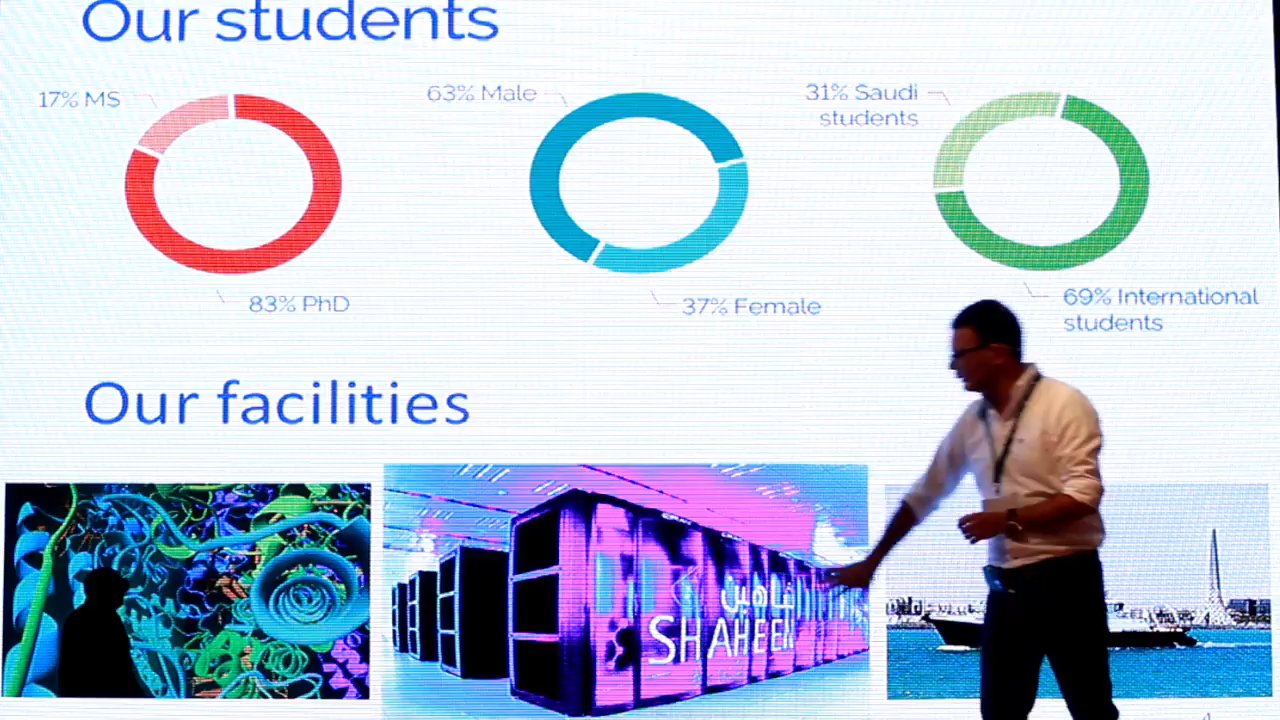 Our students
17% MS
63% Male
31% Saudi
students
83% PhD
37% Female
69% International
students
Our facilities
شاهين
SHAHEEN